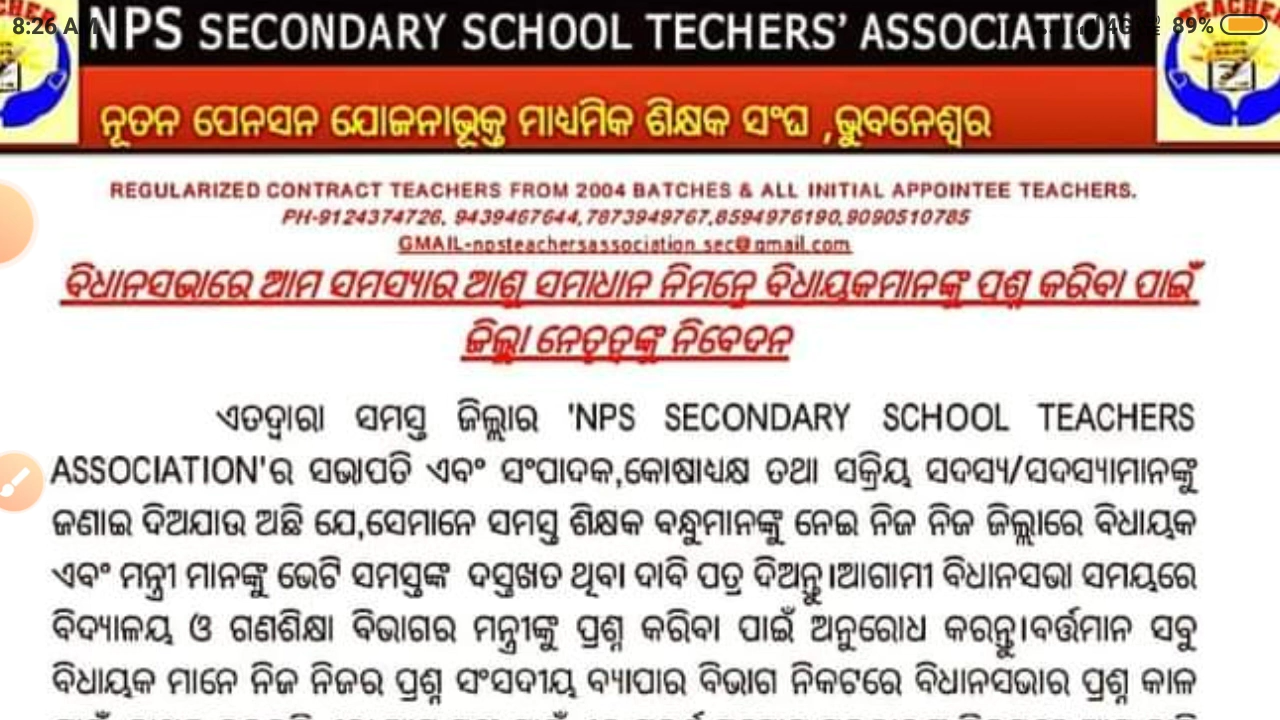 8:26 AM
4G 89%
NPS SECONDARY SCHOOL TECHERS’ ASSOCIATION
ନୂତନ ପେନସନ ଯୋଜନାଭୂକ୍ତ ମାଧ୍ୟମିକ ଶିକ୍ଷକ ସଂଘ ,ଭୁବନେଶ୍ୱର
REGULARIZED CONTRACT TEACHERS FROM 2004 BATCHES & ALL INITIAL APPOINTEE TEACHERS.
PH-9124374726, 9439467644,7873949767,8594976190,9090510785
GMAIL-npsteachersassociation.sec@gmail.com
ବିଧାନସଭାରେ ଆମ ସମସ୍ୟାର ଆଶୁ ସମାଧାନ ନିମନ୍ତେ ବିଧାୟକମାନଙ୍କୁ ପ୍ରଶ୍ନ କରିବା ପାଇଁ
ଜିଲ୍ଲା ନେତୃତ୍ୱଙ୍କୁ ନିବେଦନ
ଏତଦ୍ୱାରା ସମସ୍ତ ଜିଲ୍ଲାର 'NPS SECONDARY SCHOOL TEACHERS
ASSOCIATION'ର ସଭାପତି ଏବଂ ସଂପାଦକ,କୋଷାଧ୍ୟକ୍ଷ ତଥା ସକ୍ରିୟ ସଦସ୍ୟ/ସଦସ୍ୟାମାନଙ୍କୁ
ଜଣାଇ ଦିଅଯାଉ ଅଛି ଯେ,ସେମାନେ ସମସ୍ତ ଶିକ୍ଷକ ବନ୍ଧୁମାନଙ୍କୁ ନେଇ ନିଜ ନିଜ ଜିଲ୍ଲାରେ ବିଧାୟକ
ଏବଂ ମନ୍ତ୍ରୀ ମାନଙ୍କୁ ଭେଟି ସମସ୍ତଙ୍କ ଦସ୍ତଖତ ଥିବା ଦାବି ପତ୍ର ଦିଅନ୍ତୁ।ଆଗାମୀ ବିଧାନସଭା ସମୟରେ
ବିଦ୍ୟାଳୟ ଓ ଗଣଶିକ୍ଷା ବିଭାଗର ମନ୍ତ୍ରୀଙ୍କୁ ପ୍ରଶ୍ନ କରିବା ପାଇଁ ଅନୁରୋଧ କରନ୍ତୁ।ବର୍ତ୍ତମାନ ସବୁ
ବିଧାୟକ ମାନେ ନିଜ ନିଜର ପ୍ରଶ୍ନ ସଂସଦୀୟ ବ୍ୟାପାର ବିଭାଗ ନିକଟରେ ବିଧାନସଭାର ପ୍ରଶ୍ନ କାଳ